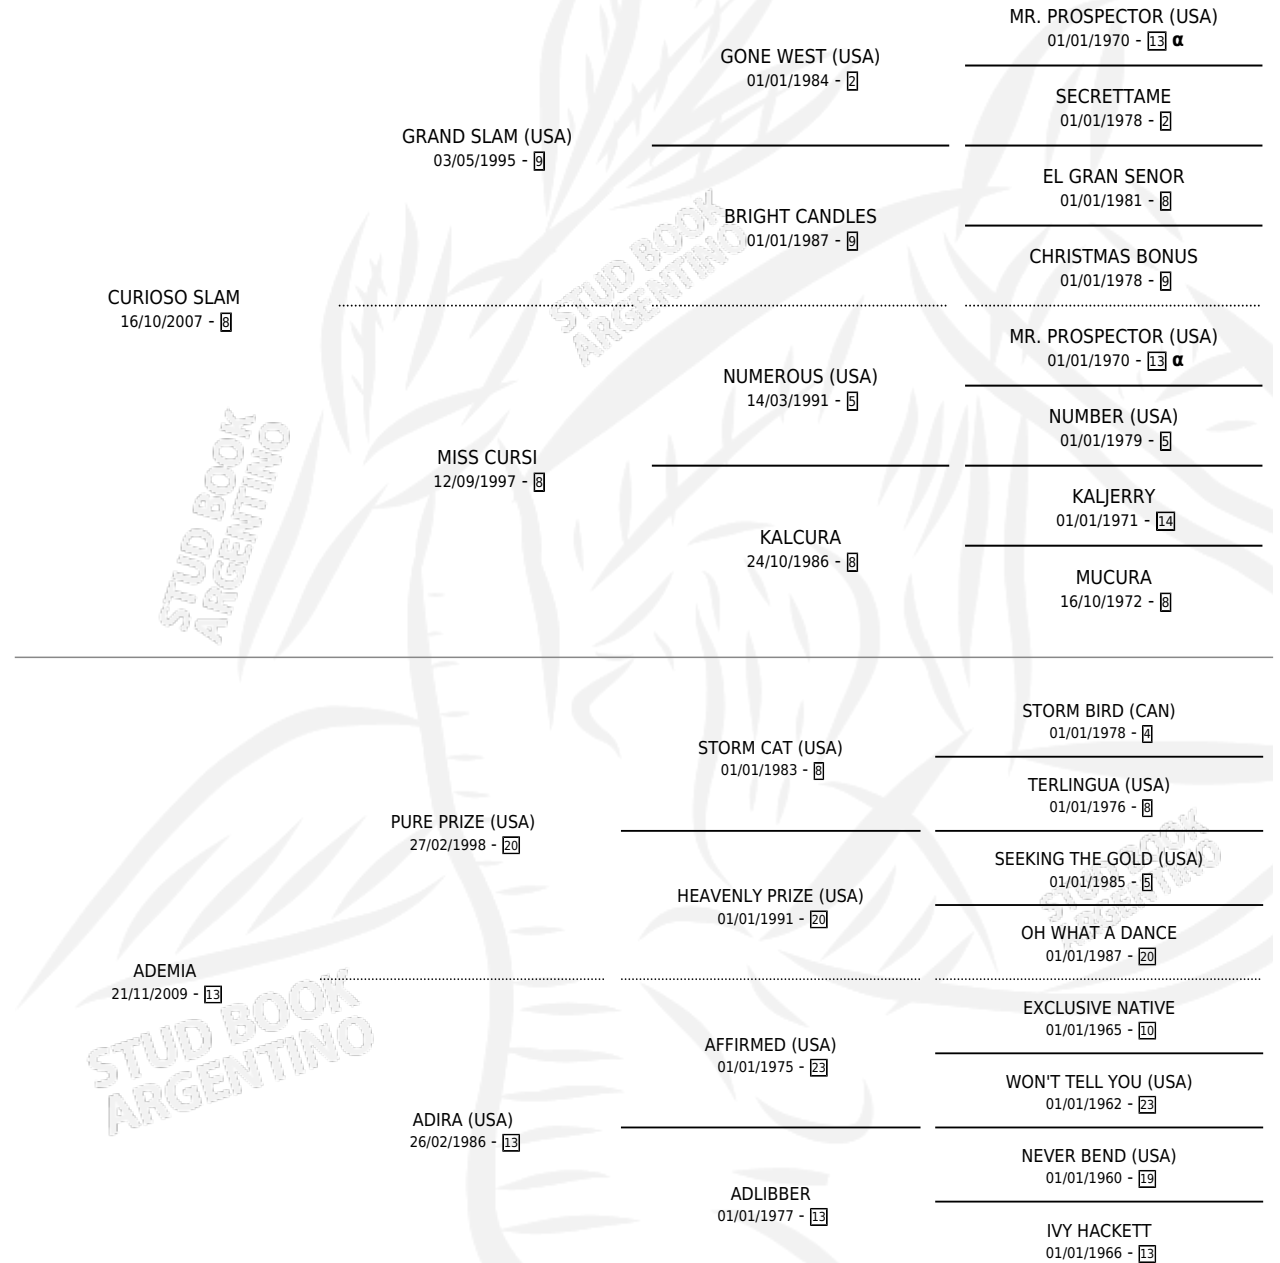 MR. PROSPECTOR (USA)
01/01/1970 - 13 α
GONE WEST (USA)
01/01/1984 - 2
SECRETTAME
01/01/1978 - 2
GRAND SLAM (USA)
03/05/1995 - 9
EL GRAN SENOR
01/01/1981 - 8
BRIGHT CANDLES
01/01/1987 - 9
CHRISTMAS BONUS
01/01/1978 - 9
CURIOSO SLAM
16/10/2007 - 8
STUD BOOK
ARGENTINO
MR. PROSPECTOR (USA)
01/01/1970 - 13 α
NUMEROUS (USA)
14/03/1991 - 5
NUMBER (USA)
01/01/1979 - 5
MISS CURSI
12/09/1997 - 8
KALJERRY
01/01/1971 - 14
KALCURA
24/10/1986 - 8
MUCURA
16/10/1972 - 8
STUD BOOK
ARGENTINO
STORM BIRD (CAN)
01/01/1978 - 4
STORM CAT (USA)
01/01/1983 - 8
TERLINGUA (USA)
01/01/1976 - 8
PURE PRIZE (USA)
27/02/1998 - 20
SEEKING THE GOLD (USA)
01/01/1985 - 5
HEAVENLY PRIZE (USA)
01/01/1991 - 20
OH WHAT A DANCE
01/01/1987 - 20
STUD BOOK
ARGENTINO
ADEMIA
21/11/2009 - 13
EXCLUSIVE NATIVE
01/01/1965 - 10
AFFIRMED (USA)
01/01/1975 - 23
WON'T TELL YOU (USA)
01/01/1962 - 23
ADIRA (USA)
26/02/1986 - 13
NEVER BEND (USA)
01/01/1960 - 19
ADLIBBER
01/01/1977 - 13
IVY HACKETT
01/01/1966 - 13
STUD BOOK
ARGENTINO